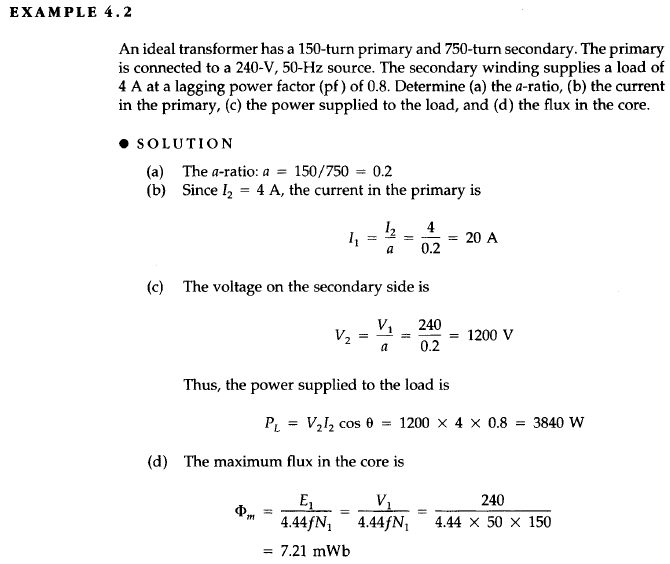 EXAMPLE 4.2
An ideal transformer has a 150-turn primary and 750-turn secondary. The primary
is connected to a 240-V, 50-Hz source. The secondary winding supplies a load of
4 A at a lagging power factor (pf) of 0.8. Determine (a) the a-ratio, (b) the current
in the primary, (c) the power supplied to the load, and (d) the flux in the core.
● SOLUTION
(a) The a-ratio: a = 150/750 = 0.2
(b) Since I₂ = 4 A, the current in the primary is
I₁ = I₂/a = 4/0.2 = 20 A
(c) The voltage on the secondary side is
V₂ = V₁/a = 240/0.2 = 1200 V
Thus, the power supplied to the load is
P_L = V₂I₂ cos θ = 1200 × 4 × 0.8 = 3840 W
(d) The maximum flux in the core is
Φₘ = E₁/4.44fN₁ = V₁/4.44fN₁ = 240/4.44 × 50 × 150
= 7.21 mWb